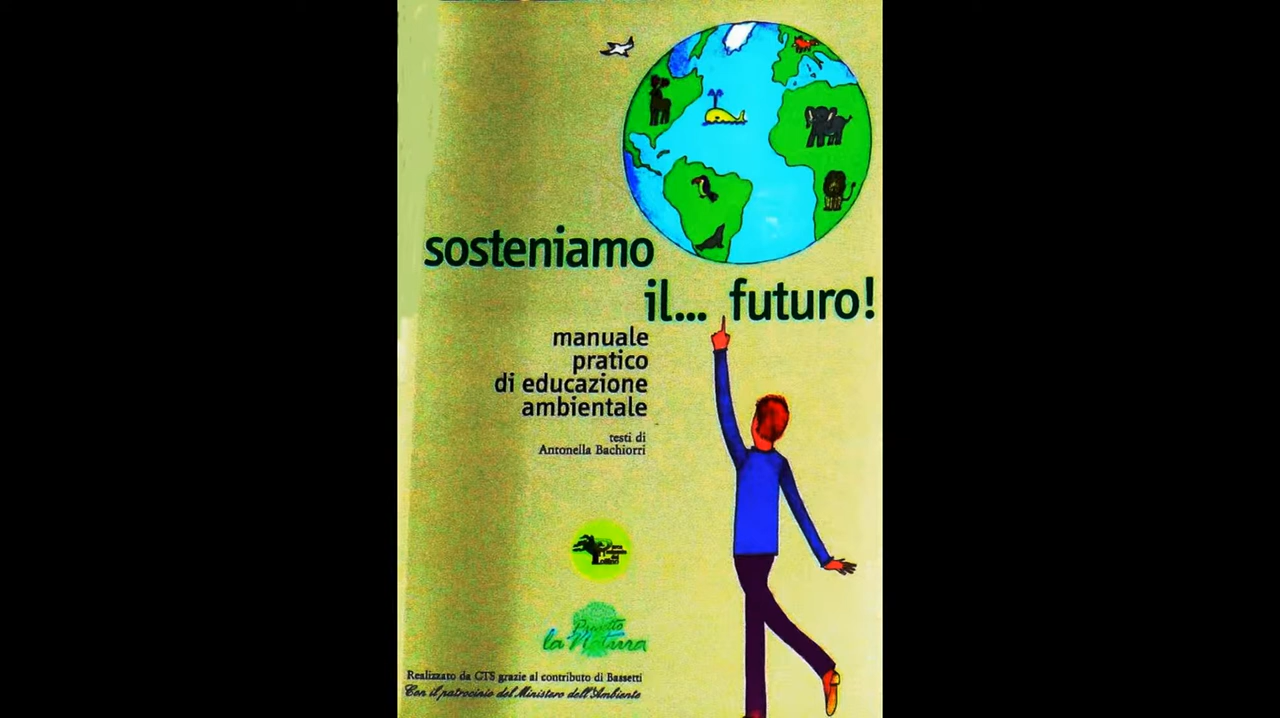 sosteniamo
il... futuro!
manuale
pratico
di educazione
ambientale
testi di
Antonella Bachiorri
Progetto
la Natura
Realizzato da CTS grazie al contributo di Bassetti
Con il patrocinio del Ministero dell'Ambiente